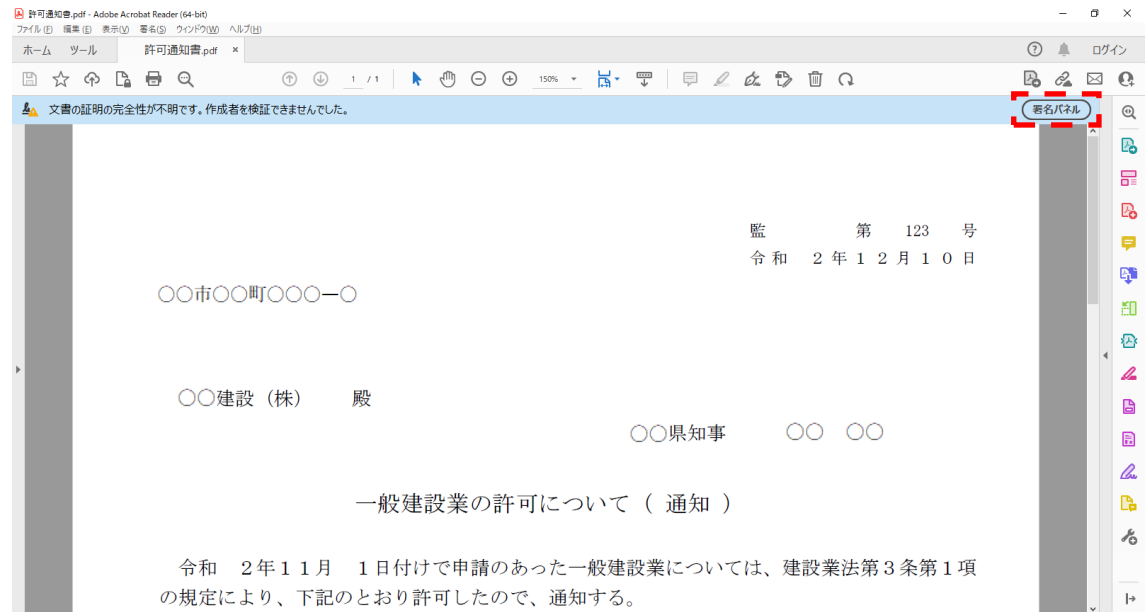 許可通知書.pdf - Adobe Acrobat Reader (64-bit)
ファイル(F) 編集(E) 表示(V) 署名(S) ウィンドウ(W) ヘルプ(H)
ホーム ツール 許可通知書.pdf × ログイン
1 / 1 150%
文書の証明の完全性が不明です。作成者を検証できませんでした。 署名パネル
監 第 123 号
令和 2年12月10日
○○市○○町○○○ー○
○○建設（株） 殿
○○県知事 ○○ ○○
一般建設業の許可について（ 通知 ）
令和 2年11月 1日付けで申請のあった一般建設業については、建設業法第3条第1項
の規定により、下記のとおり許可したので、通知する。